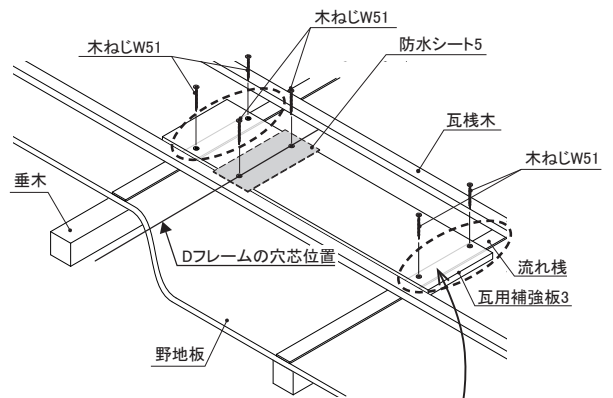 木ねじW51
木ねじW51
防水シート5
瓦桟木
木ねじW51
垂木
Dフレームの穴芯位置
流れ桟
瓦用補強板3
野地板